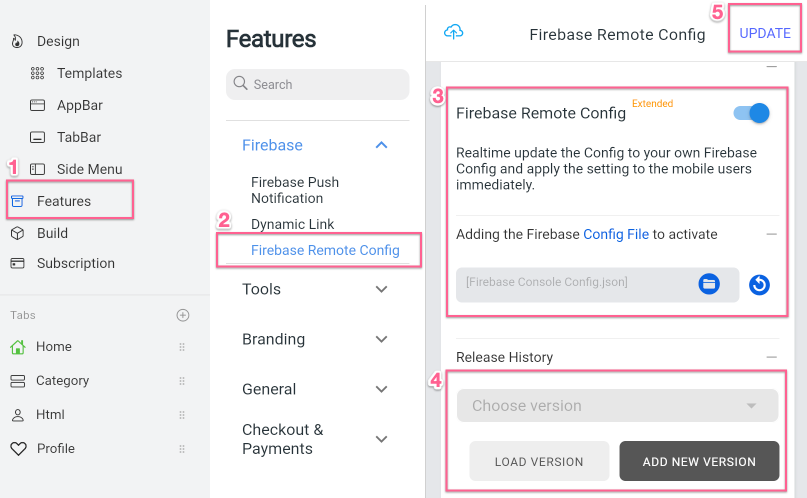 Design
Templates
AppBar
TabBar
1
Side Menu
Features
Build
Subscription
Tabs
Home
Category
Html
Profile
Features
Search
Firebase
Firebase Push
Notification
2
Dynamic Link
Firebase Remote Config
Tools
Branding
General
Checkout &
Payments
Firebase Remote Config
5
UPDATE
3
Firebase Remote Config Extended
Realtime update the Config to your own Firebase
Config and apply the setting to the mobile users
immediately.
Adding the Firebase Config File to activate
[Firebase Console Config.json]
Release History
4
Choose version
LOAD VERSION
ADD NEW VERSION